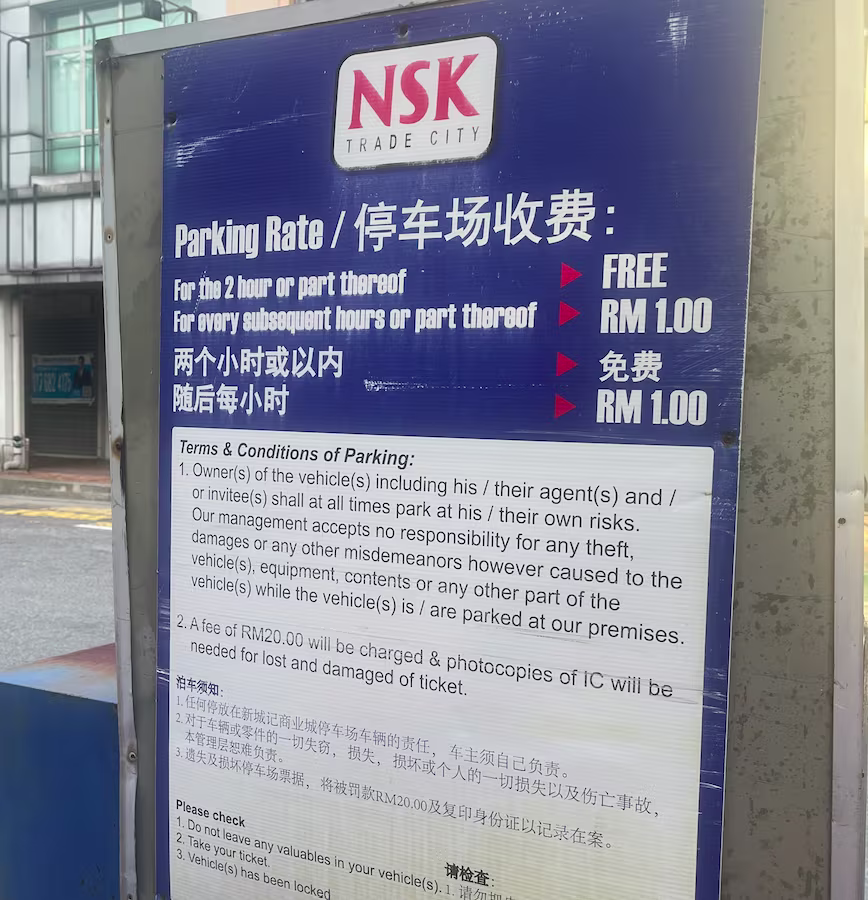 NSK
TRADE CITY
Parking Rate / 停车场收费:
For the 2 hour or part thereof ▶ FREE
For every subsequent hours or part thereof ▶ RM 1.00
两个小时或以内 ▶ 免费
随后每小时 ▶ RM 1.00
Terms & Conditions of Parking:
1. Owner(s) of the vehicle(s) including his / their agent(s) and /
or invitee(s) shall at all times park at his / their own risks.
Our management accepts no responsibility for any theft,
damages or any other misdemeanors however caused to the
vehicle(s), equipment, contents or any other part of the
vehicle(s) while the vehicle(s) is / are parked at our premises.
2. A fee of RM20.00 will be charged & photocopies of IC will be
needed for lost and damaged of ticket.
泊车须知:
1. 任何停放在新城记商业城停车场车辆的责任，车主须自己负责。
2. 对于车辆或零件的一切失窃，损失，损坏或个人的一切损失以及伤亡事故，
本管理层恕难负责。
3. 遗失及损坏停车场票据，将被罚款RM20.00及复印身份证以记录在案。
Please check
1. Do not leave any valuables in your vehicle(s).
2. Take your ticket.
3. Vehicle(s) has been locked
请检查:
1. 请勿把